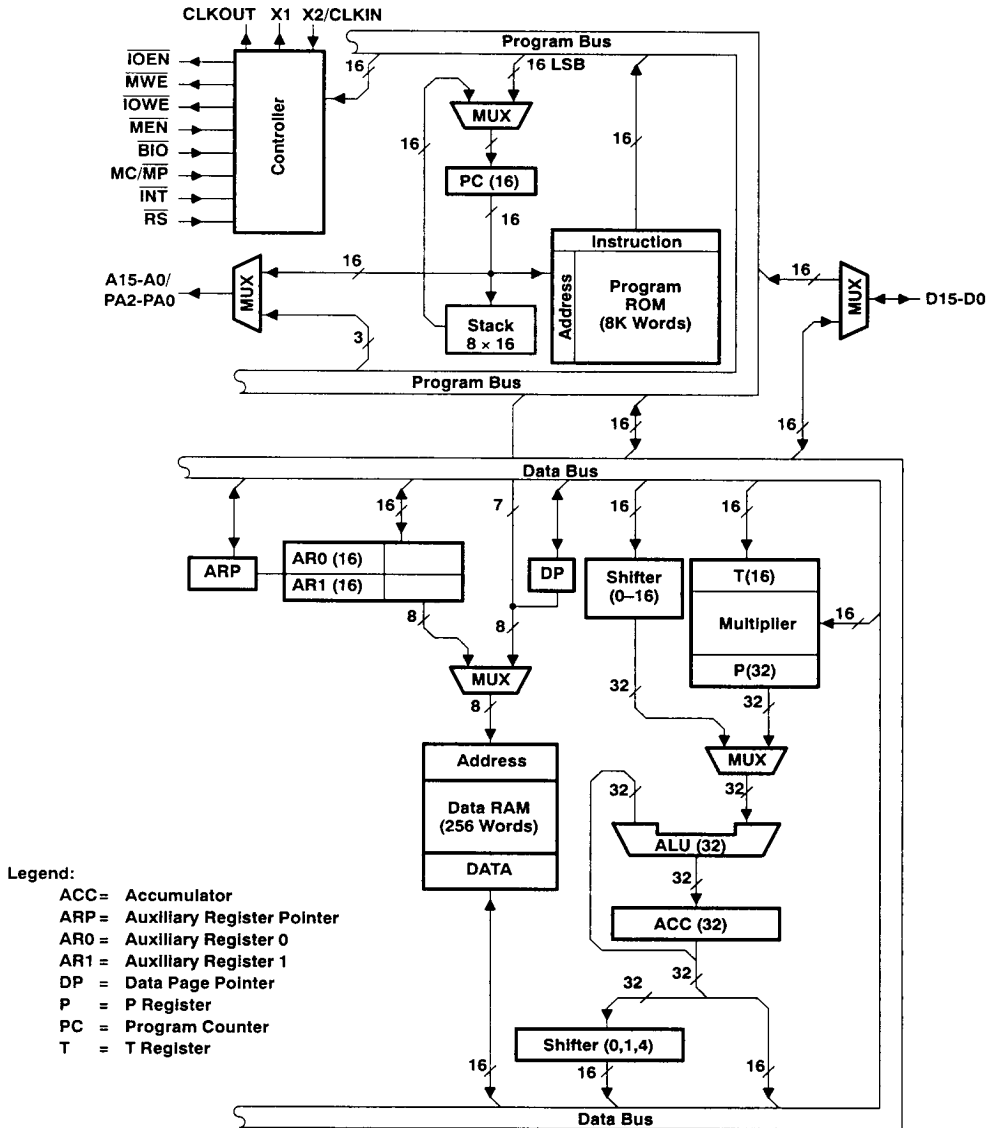 CLKOUT X1 X2/CLKIN
Program Bus
IOEN
MWE
IOWE
MEN
BIO
MC/MP
INT
RS
Controller
16
16 LSB
MUX
16
16
PC (16)
16
Instruction
Address
Program
ROM
(8K Words)
A15-A0/
PA2-PA0
MUX
16
3
Stack
8 × 16
16
MUX
D15-D0
Program Bus
16
16
Data Bus
16
7
16
16
ARP
AR0 (16)
AR1 (16)
DP
Shifter
(0–16)
T(16)
Multiplier
P(32)
16
8
8
MUX
8
32
32
MUX
32
32
Address
Data RAM
(256 Words)
DATA
ALU (32)
32
ACC (32)
32
32
Shifter (0,1,4)
16
16
16
Data Bus
Legend:
ACC = Accumulator
ARP = Auxiliary Register Pointer
AR0 = Auxiliary Register 0
AR1 = Auxiliary Register 1
DP = Data Page Pointer
P = P Register
PC = Program Counter
T = T Register